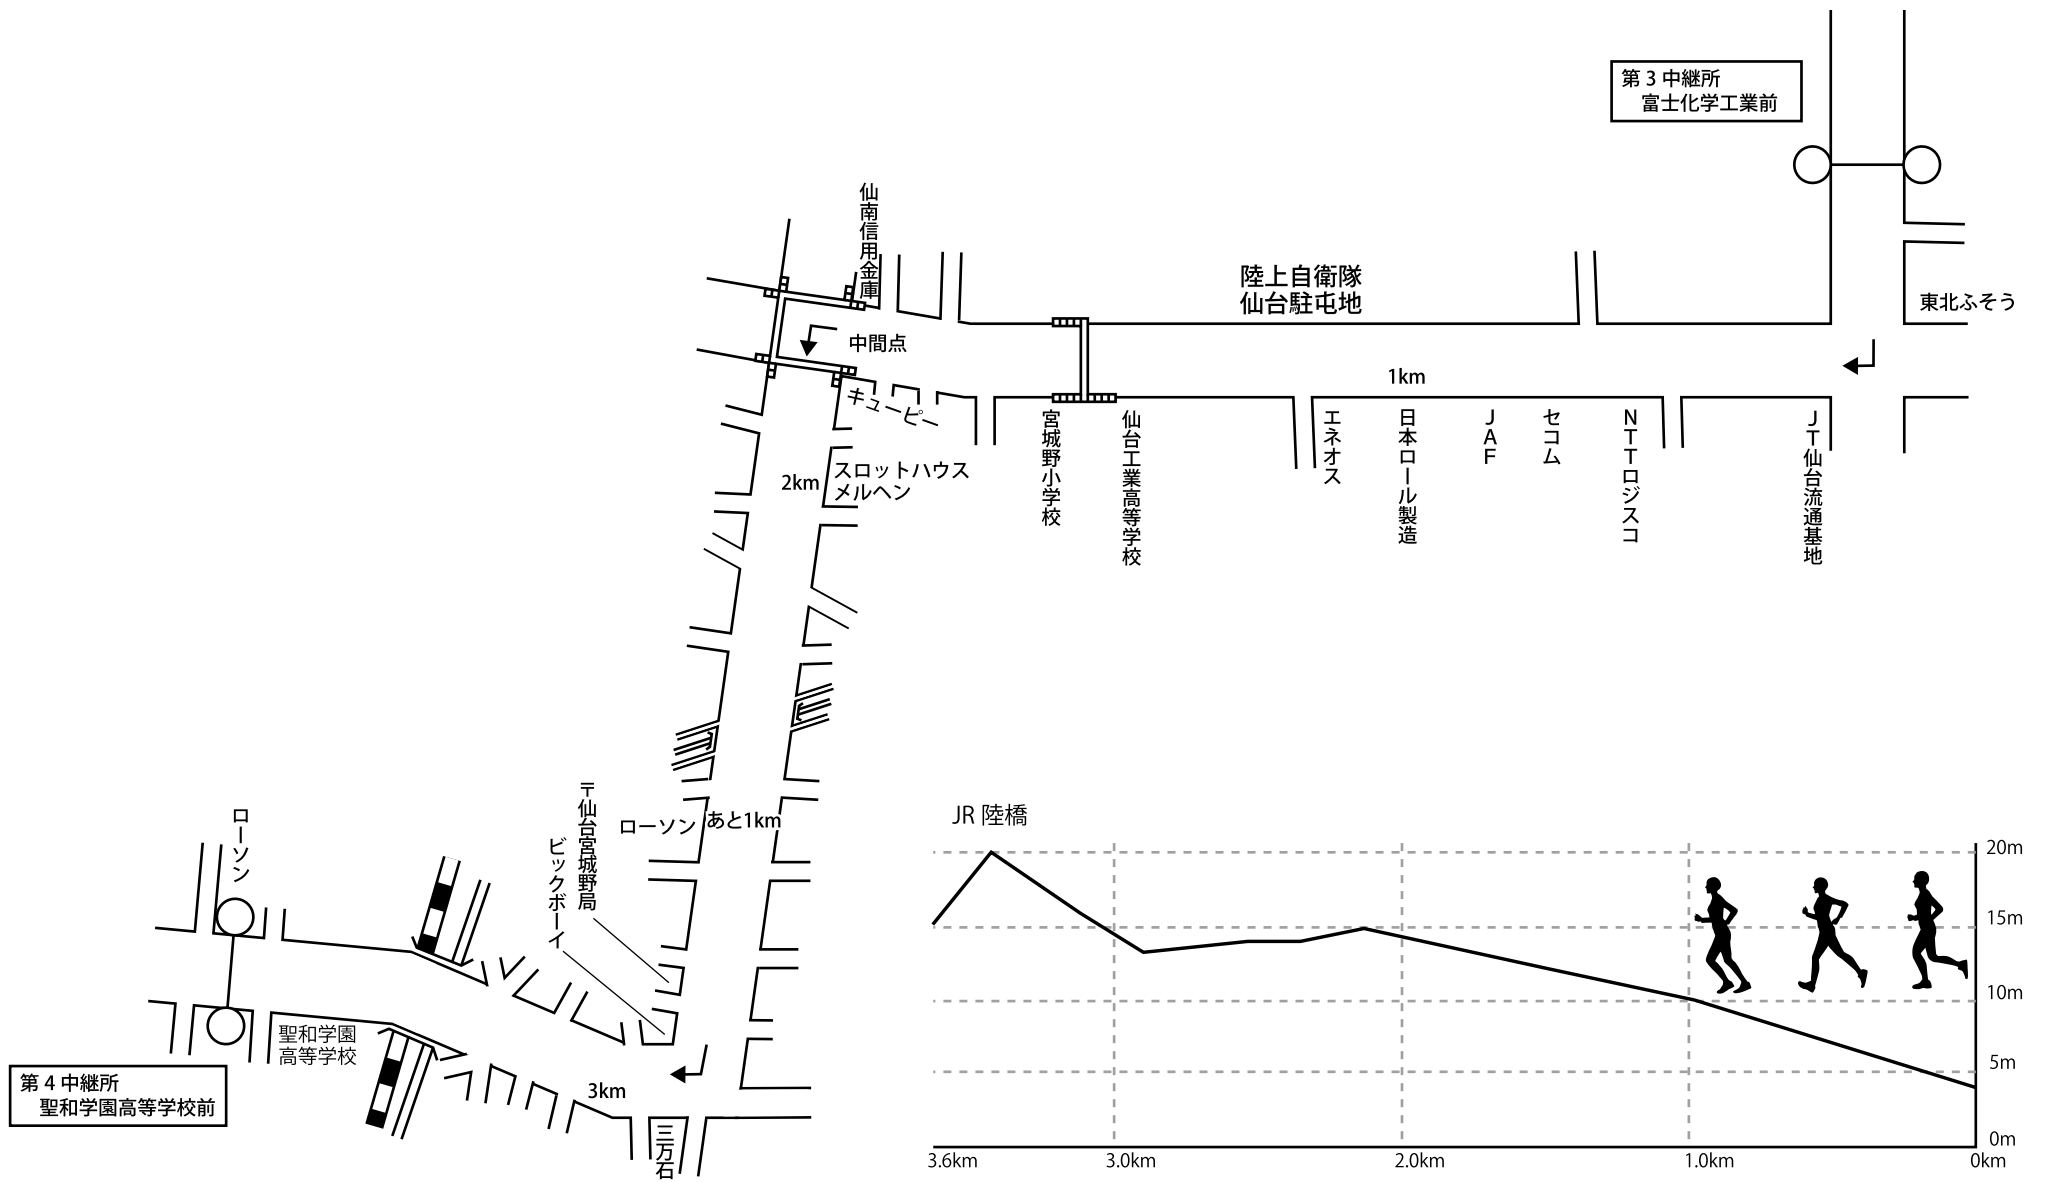 第3中継所
富士化学工業前
仙南信用金庫
陸上自衛隊
仙台駐屯地
東北ふそう
中間点
1km
キューピー
宮城野小学校
仙台工業高等学校
エネオス
日本ロール製造
JAF
セコム
NTTロジスコ
JT仙台流通基地
2km
スロットハウス
メルヘン
〒仙台宮城野局
ビックボーイ
ローソン
あと1km
ローソン
聖和学園
高等学校
第4中継所
聖和学園高等学校前
3km
三万石
JR 陸橋
20m
15m
10m
5m
0m
3.6km
3.0km
2.0km
1.0km
0km